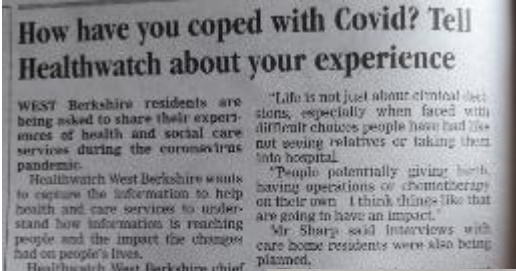 How have you coped with Covid? Tell
Healthwatch about your experience
WEST Berkshire residents are
being asked to share their experi-
ences of health and social care
services during the coronavirus
pandemic.
Healthwatch West Berkshire wants
to capture the information to help
health and care services to under-
stand how information is reaching
people and the impact the changes
had on people's lives.
Healthwatch West Berkshire chief
"Life is not just about clinical deci-
sions, especially when faced with
difficult choices people have had like
not seeing relatives or taking them
into hospital.
"People potentially giving birth,
having operations or chemotherapy
on their own I think things like that
are going to have an impact."
Mr Sharp said interviews with
care home residents were also being
planned.